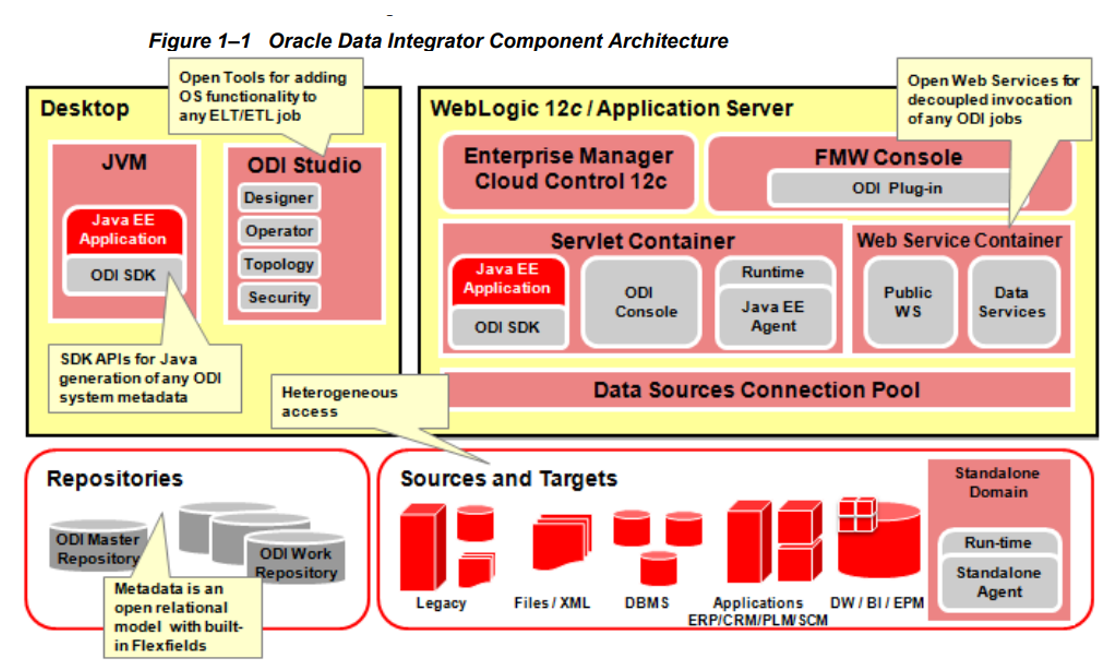 Figure 1–1 Oracle Data Integrator Component Architecture
Open Tools for adding
OS functionality to
any ELT/ETL job
Open Web Services for
decoupled invocation
of any ODI jobs
Desktop
JVM
Java EE
Application
ODI SDK
ODI Studio
Designer
Operator
Topology
Security
SDK APIs for Java
generation of any ODI
system metadata
WebLogic 12c / Application Server
Enterprise Manager
Cloud Control 12c
FMW Console
ODI Plug-in
Servlet Container
Java EE
Application
ODI SDK
ODI
Console
Runtime
Java EE
Agent
Web Service Container
Public
WS
Data
Services
Data Sources Connection Pool
Heterogeneous
access
Repositories
ODI Master
Repository
ODI Work
Repository
Metadata is an
open relational
model with built-
in Flexfields
Sources and Targets
Legacy
Files / XML
DBMS
Applications
ERP/CRM/PLM/SCM
DW / BI / EPM
Standalone
Domain
Run-time
Standalone
Agent